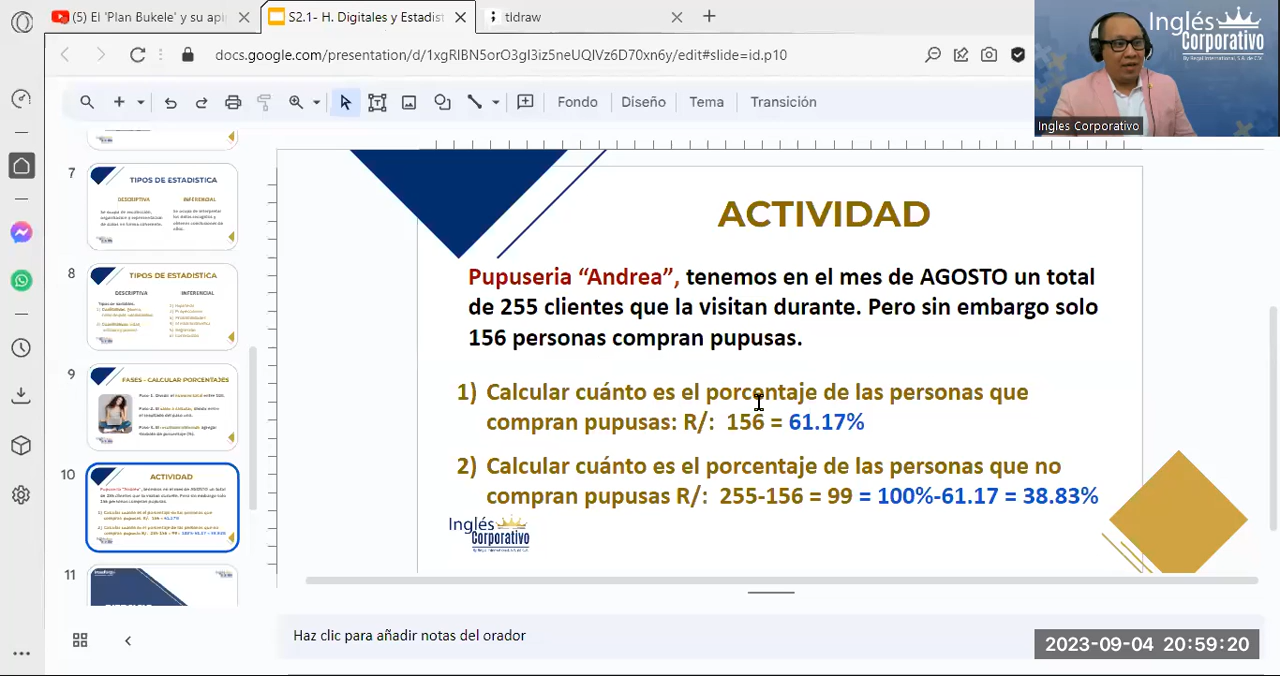 (5) El 'Plan Bukele' y su api
S2.1- H. Digitales y Estadist
tldraw
docs.google.com/presentation/d/1xgRIBN5orO3gI3iz5neUQIVz6D70xn6y/edit#slide=id.p10
Fondo
Diseño
Tema
Transición
Inglés
Corporativo
Ingles Corporativo
7
TIPOS DE ESTADISTICA
DESCRIPTIVA
INFERENCIAL
8
TIPOS DE ESTADISTICA
DESCRIPTIVA
INFERENCIAL
9
FASES - CALCULAR PORCENTAJES
10
ACTIVIDAD
11
ACTIVIDAD
Pupuseria “Andrea”, tenemos en el mes de AGOSTO un total
de 255 clientes que la visitan durante. Pero sin embargo solo
156 personas compran pupusas.
1) Calcular cuánto es el porcentaje de las personas que
compran pupusas: R/: 156 = 61.17%
2) Calcular cuánto es el porcentaje de las personas que no
compran pupusas R/: 255-156 = 99 = 100%-61.17 = 38.83%
Inglés
Corporativo
Haz clic para añadir notas del orador
2023-09-04 20:59:20